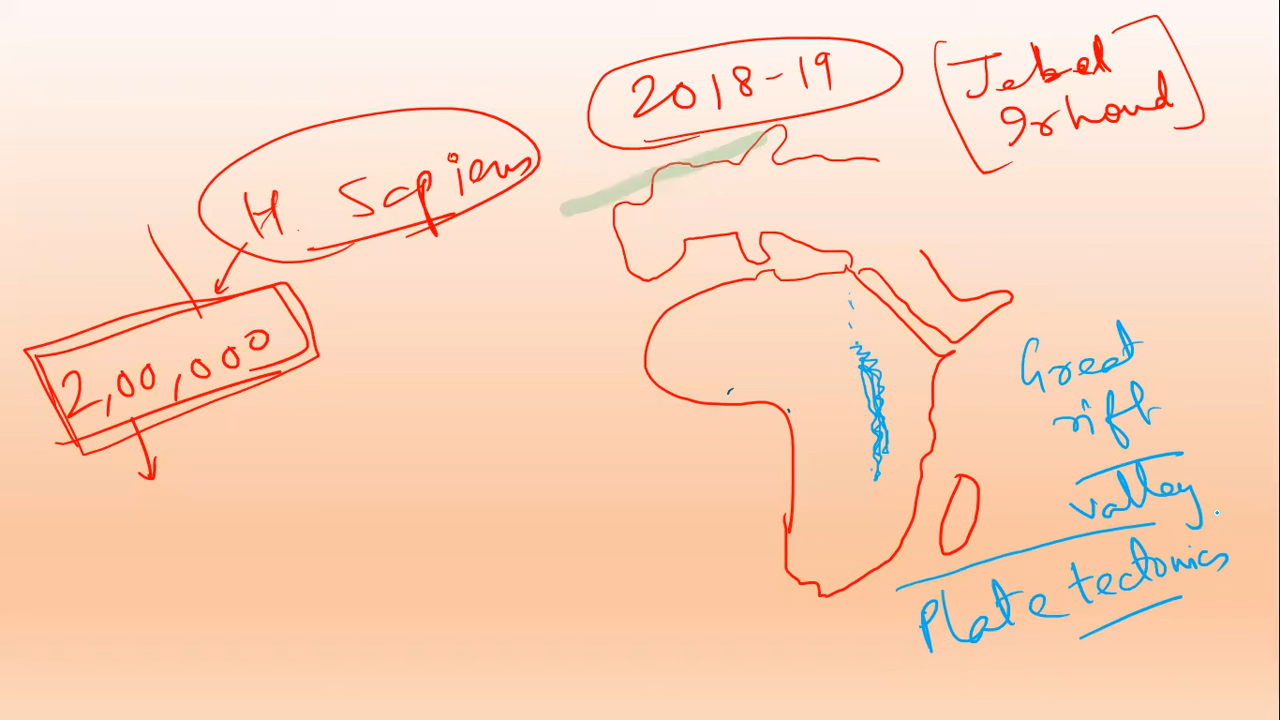 2018-19
[Jebel
Irhoud]
H. Sapiens
2,00,000
Great
rift
valley
Plate tectonics